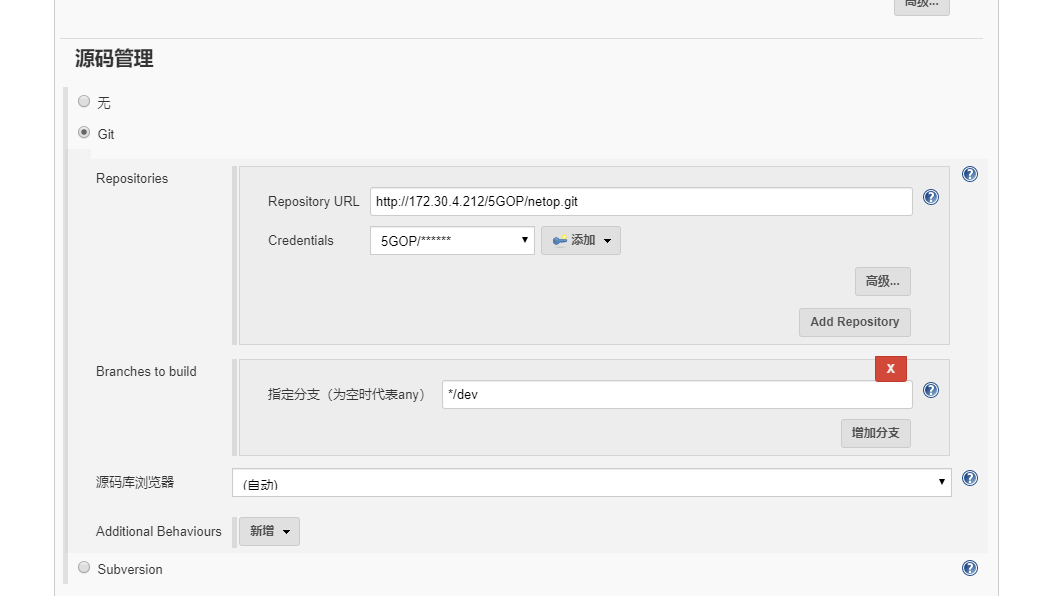 高级...
源码管理
无
Git
Repositories
Repository URL http://172.30.4.212/5GOP/netop.git
Credentials 5GOP/****** 添加
高级...
Add Repository
Branches to build
X
指定分支（为空时代表any） */dev
增加分支
源码库浏览器 (自动)
Additional Behaviours 新增
Subversion